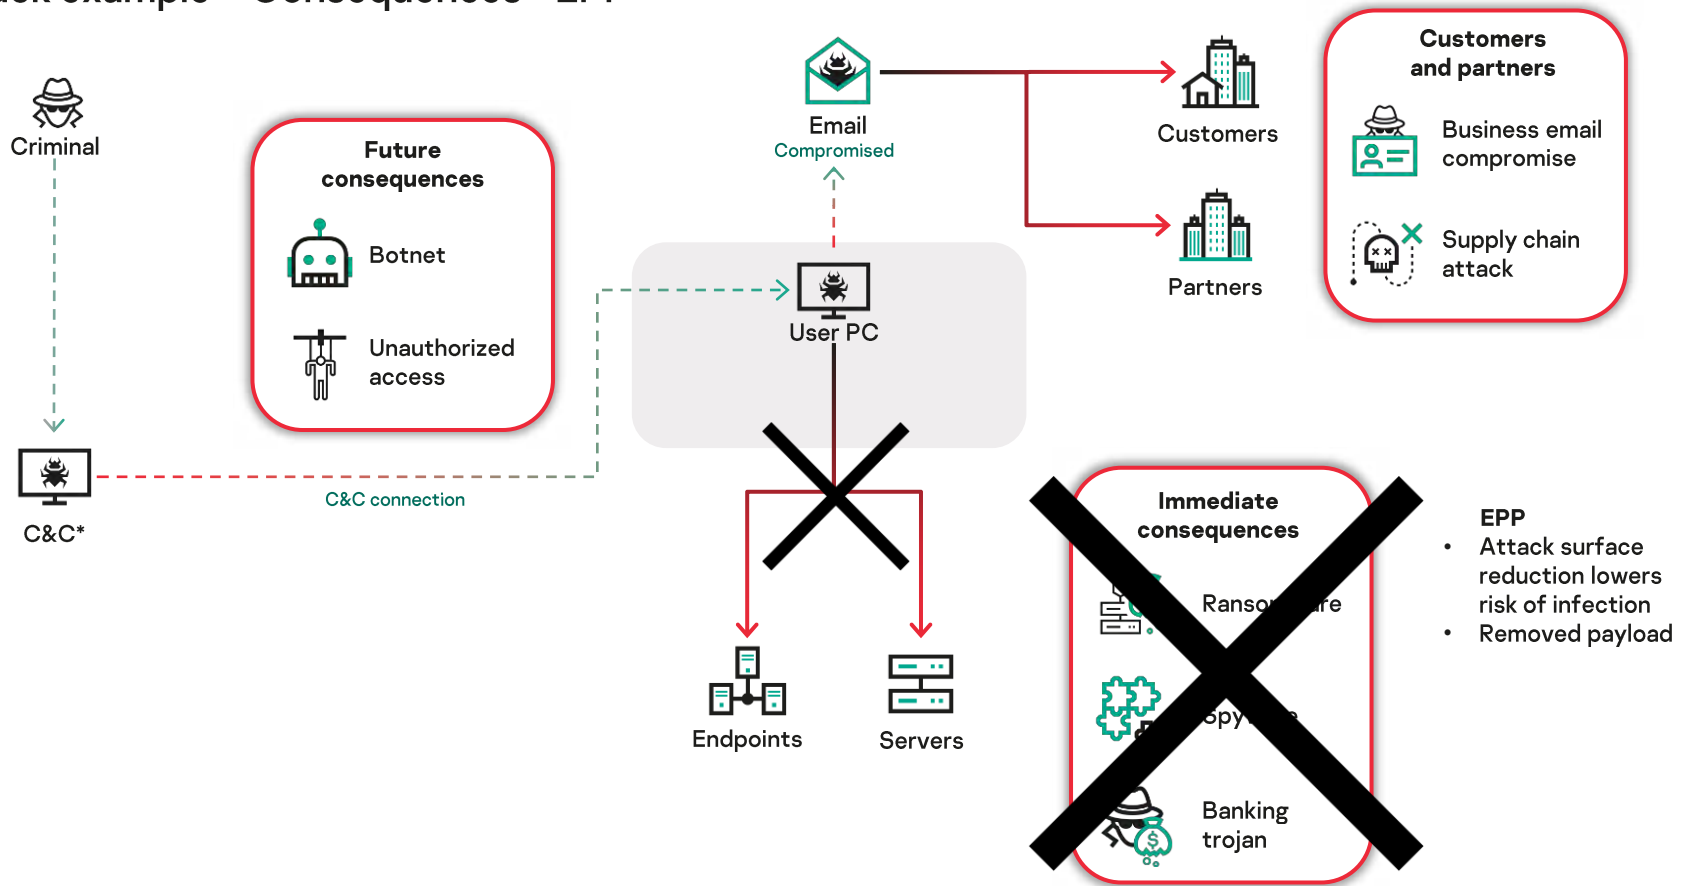 example - Consequences -
Criminal
Future
consequences
Botnet
Unauthorized
access
C&C*
C&C connection
Email
Compromised
User PC
Customers
Partners
Customers
and partners
Business email
compromise
Supply chain
attack
Endpoints
Servers
Immediate
consequences
Banking
trojan
EPP
• Attack surface
reduction lowers
risk of infection
• Removed payload